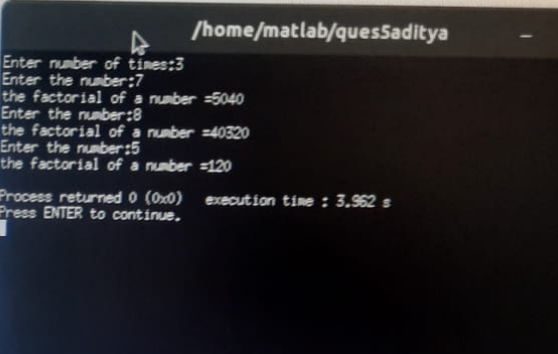 /home/matlab/ques5aditya
Enter number of times:3
Enter the number:7
the factorial of a number =5040
Enter the number:8
the factorial of a number =40320
Enter the number:5
the factorial of a number =120
Process returned 0 (0x0)   execution time : 3.962 s
Press ENTER to continue.